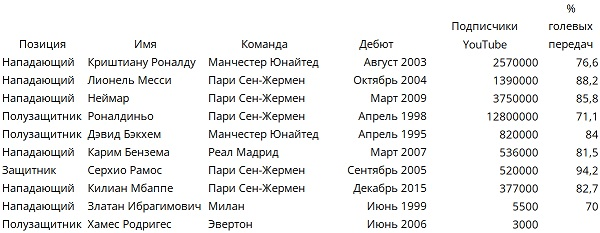 %
Подписчики голевых
Позиция Имя Команда Дебют YouTube передач
Нападающий Криштиану Роналду Манчестер Юнайтед Август 2003 2570000 76,6
Нападающий Лионель Месси Пари Сен-Жермен Октябрь 2004 1390000 88,2
Нападающий Неймар Пари Сен-Жермен Март 2009 3750000 85,8
Полузащитник Роналдиньо Пари Сен-Жермен Апрель 1998 12800000 71,1
Полузащитник Дэвид Бэкхем Манчестер Юнайтед Апрель 1995 820000 84
Нападающий Карим Бензема Реал Мадрид Март 2007 536000 81,5
Защитник Серхио Рамос Пари Сен-Жермен Сентябрь 2005 520000 94,2
Нападающий Килиан Мбаппе Пари Сен-Жермен Декабрь 2015 377000 82,7
Нападающий Златан Ибрагимович Милан Июнь 1999 5500 70
Полузащитник Хамес Родригес Эвертон Июнь 2006 3000